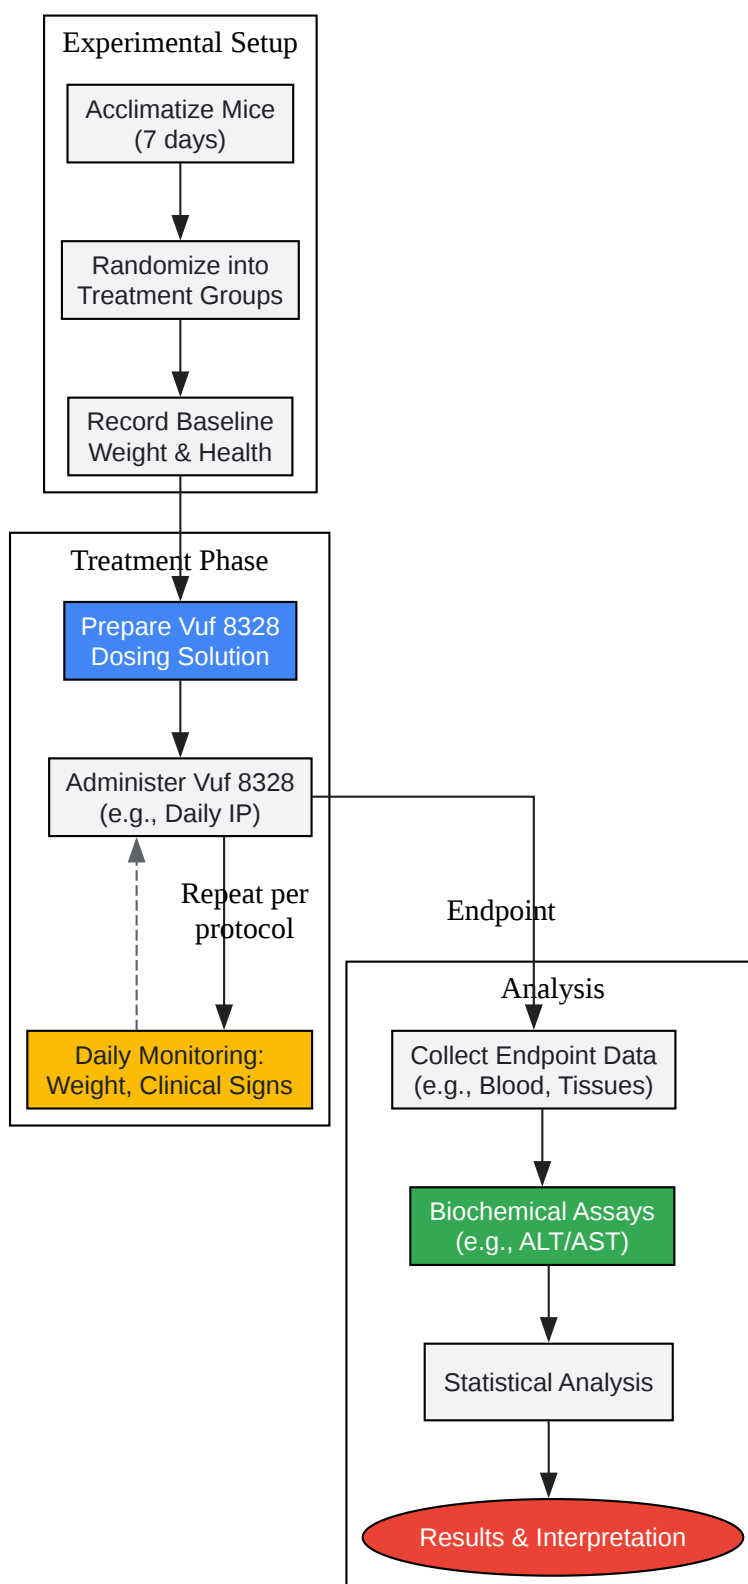 Experimental Setup
Acclimatize Mice
(7 days)
Randomize into
Treatment Groups
Record Baseline
Weight & Health
Treatment Phase
Prepare Vuf 8328
Dosing Solution
Administer Vuf 8328
(e.g., Daily IP)
Repeat per
protocol
Endpoint
Daily Monitoring:
Weight, Clinical Signs
Analysis
Collect Endpoint Data
(e.g., Blood, Tissues)
Biochemical Assays
(e.g., ALT/AST)
Statistical Analysis
Results & Interpretation